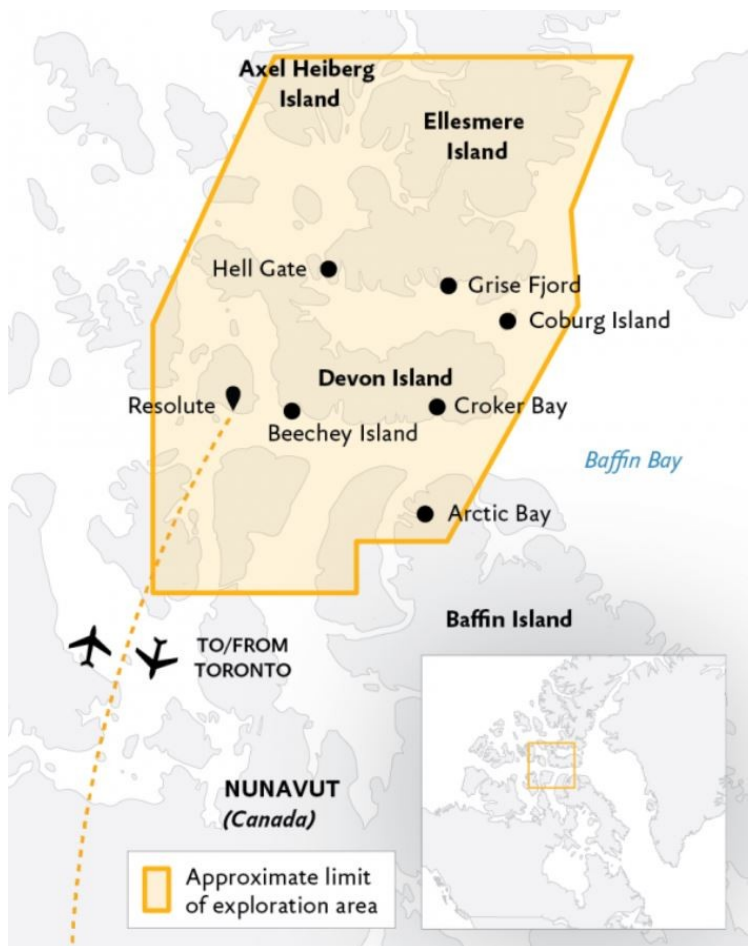 Axel Heiberg
Island
Ellesmere
Island
Hell Gate
Grise Fjord
Coburg Island
Devon Island
Resolute
Croker Bay
Beechey Island
Baffin Bay
Arctic Bay
Baffin Island
TO/FROM
TORONTO
NUNAVUT
(Canada)
Approximate limit
of exploration area